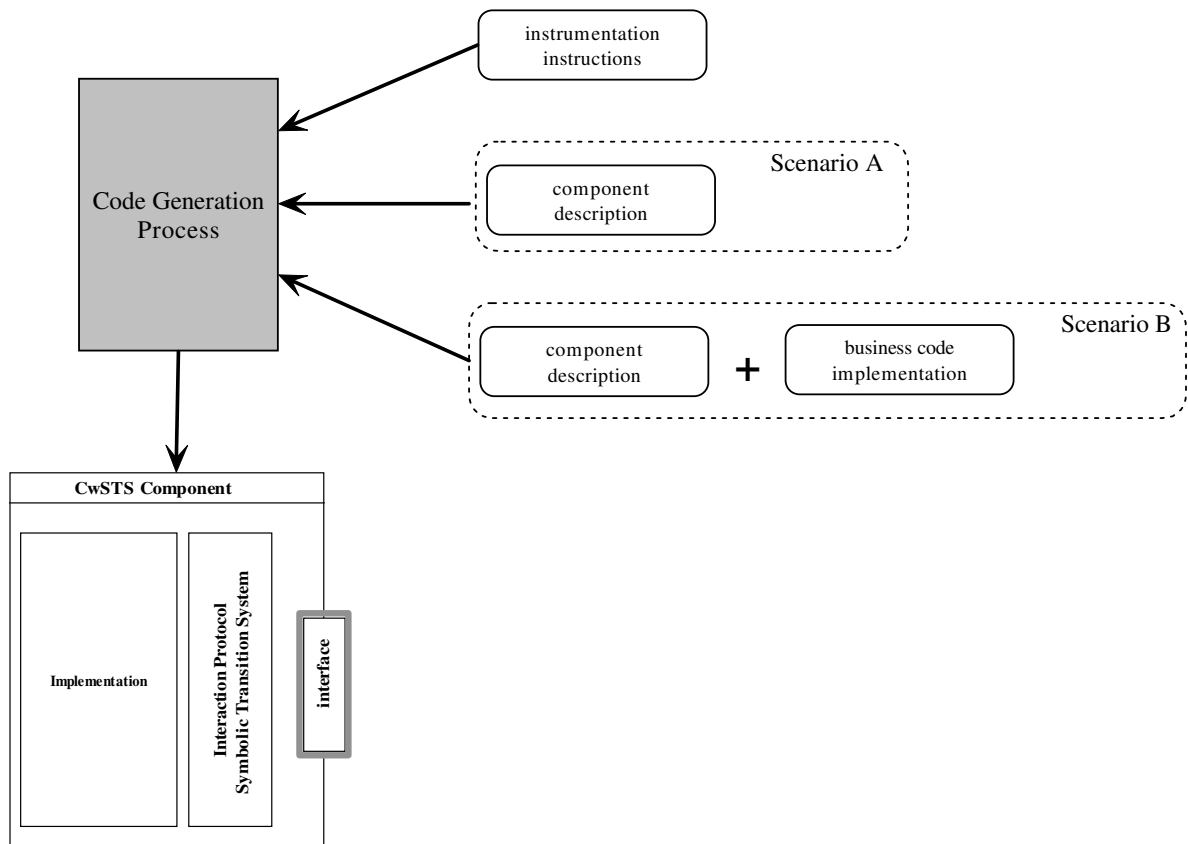 instrumentation
instructions
Scenario A
component
description
Code Generation
Process
Scenario B
component
description
+
business code
implementation
CwSTS Component
Implementation
Interaction Protocol
Symbolic Transition System
interface